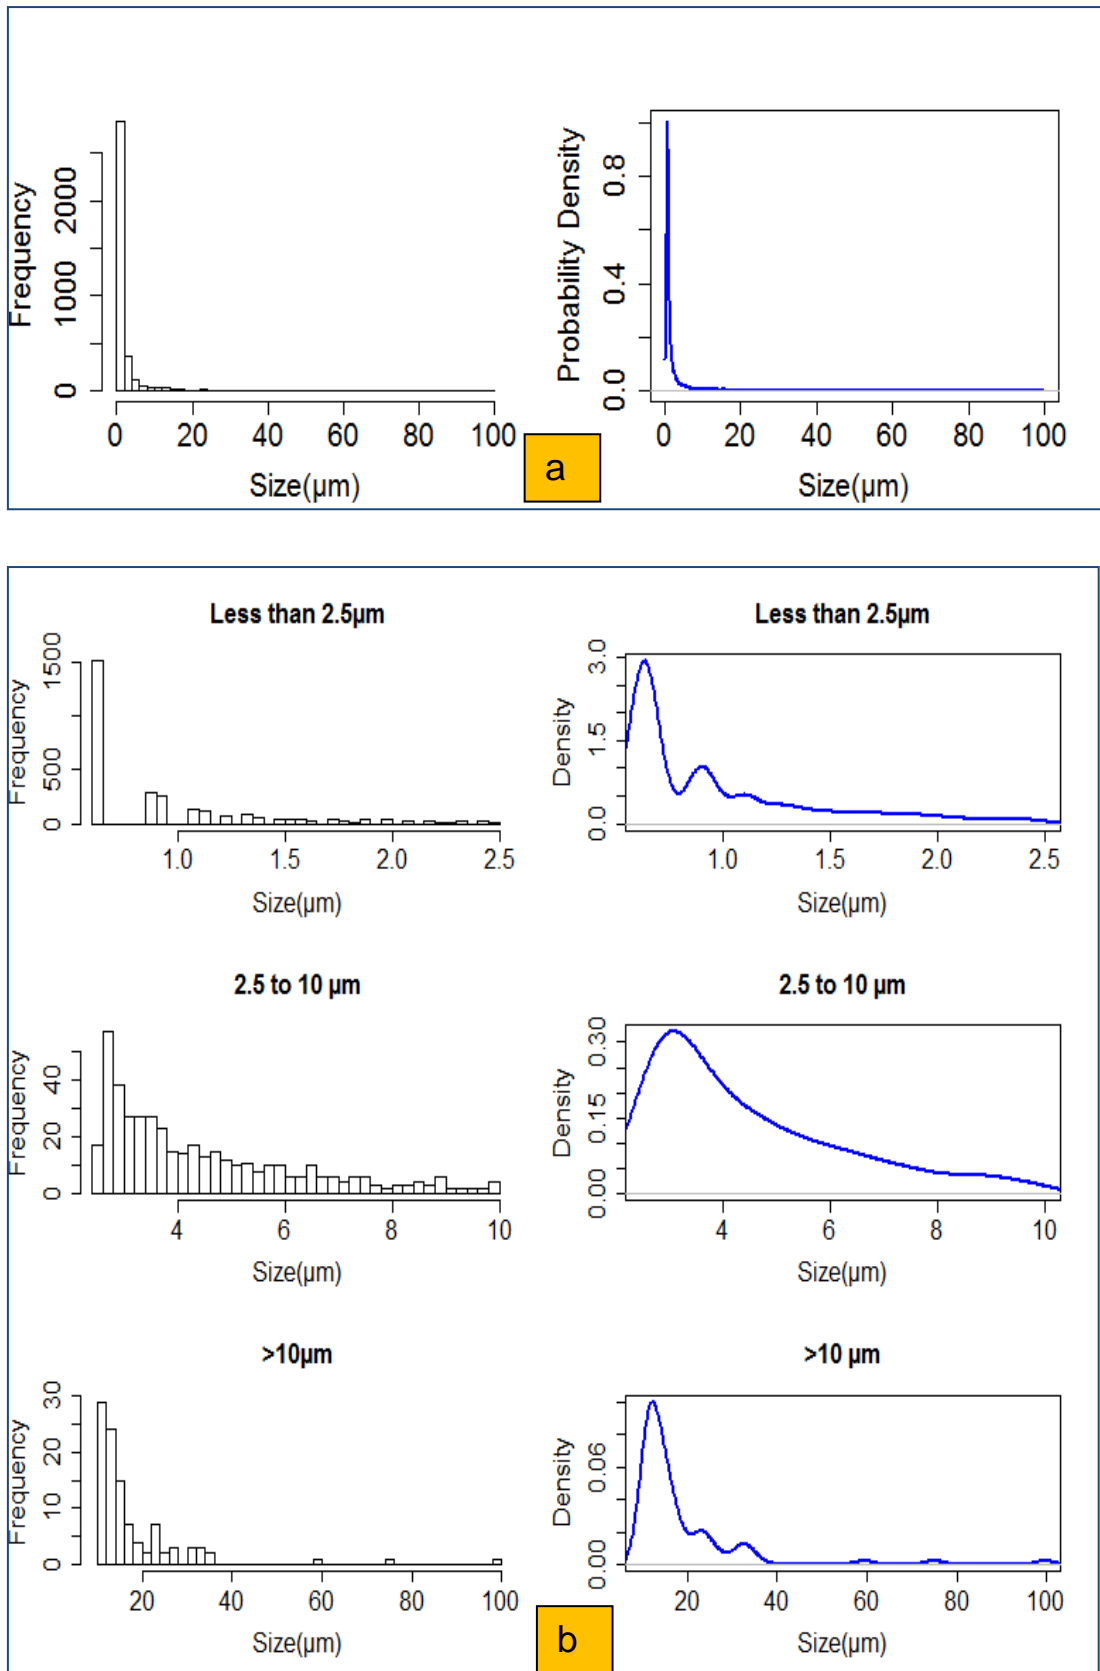 Frequency
0 1000 2000
0 20 40 60 80 100
Size(µm)
Probability Density
0.0 0.4 0.8
0 20 40 60 80 100
Size(µm)
a
Less than 2.5µm
Frequency
0 500 1500
1.0 1.5 2.0 2.5
Size(µm)
Less than 2.5µm
Density
0.0 1.5 3.0
1.0 1.5 2.0 2.5
Size(µm)
2.5 to 10 µm
Frequency
0 20 40
4 6 8 10
Size(µm)
2.5 to 10 µm
Density
0.00 0.15 0.30
4 6 8 10
Size(µm)
>10µm
Frequency
0 10 20 30
20 40 60 80 100
Size(µm)
>10 µm
Density
0.00 0.06
20 40 60 80 100
Size(µm)
b